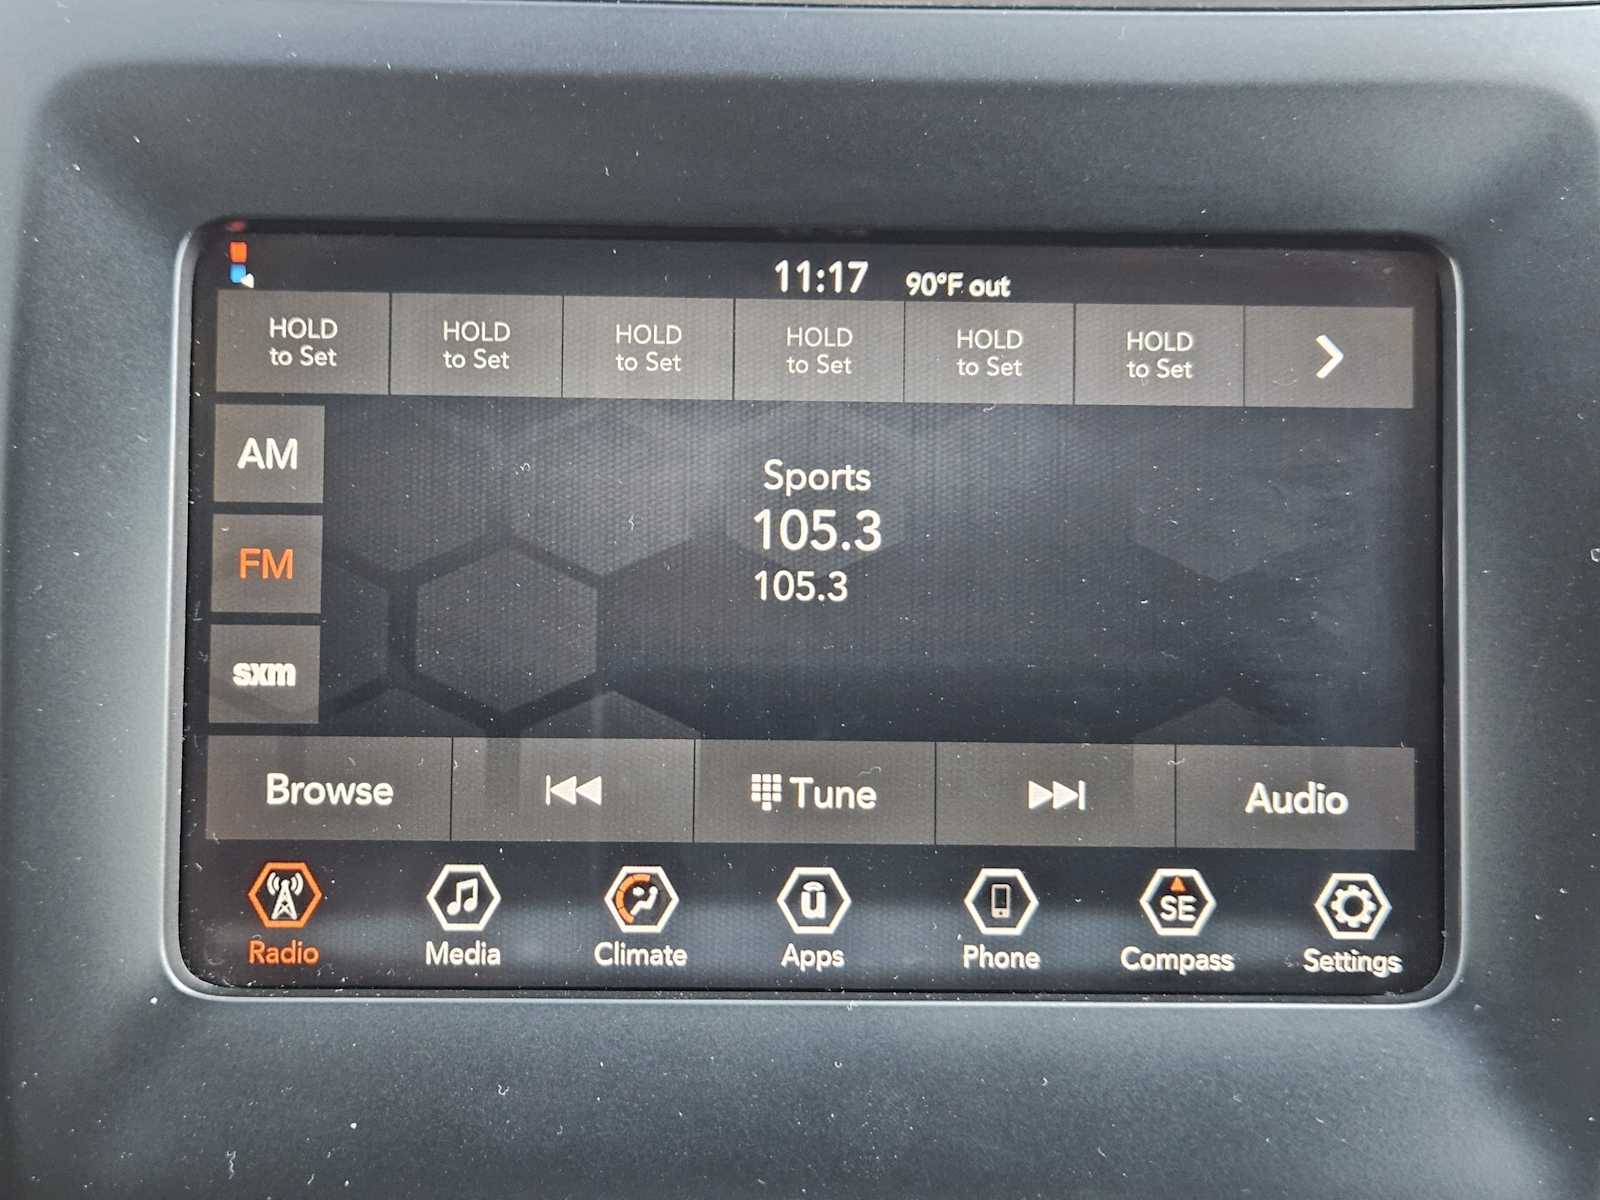 11:17 90°F out
HOLD
to Set
HOLD
to Set
HOLD
to Set
HOLD
to Set
HOLD
to Set
HOLD
to Set
AM
Sports
105.3
FM
105.3
sxm
Browse Tune Audio
SE
Radio Media Climate Apps Phone Compass Settings